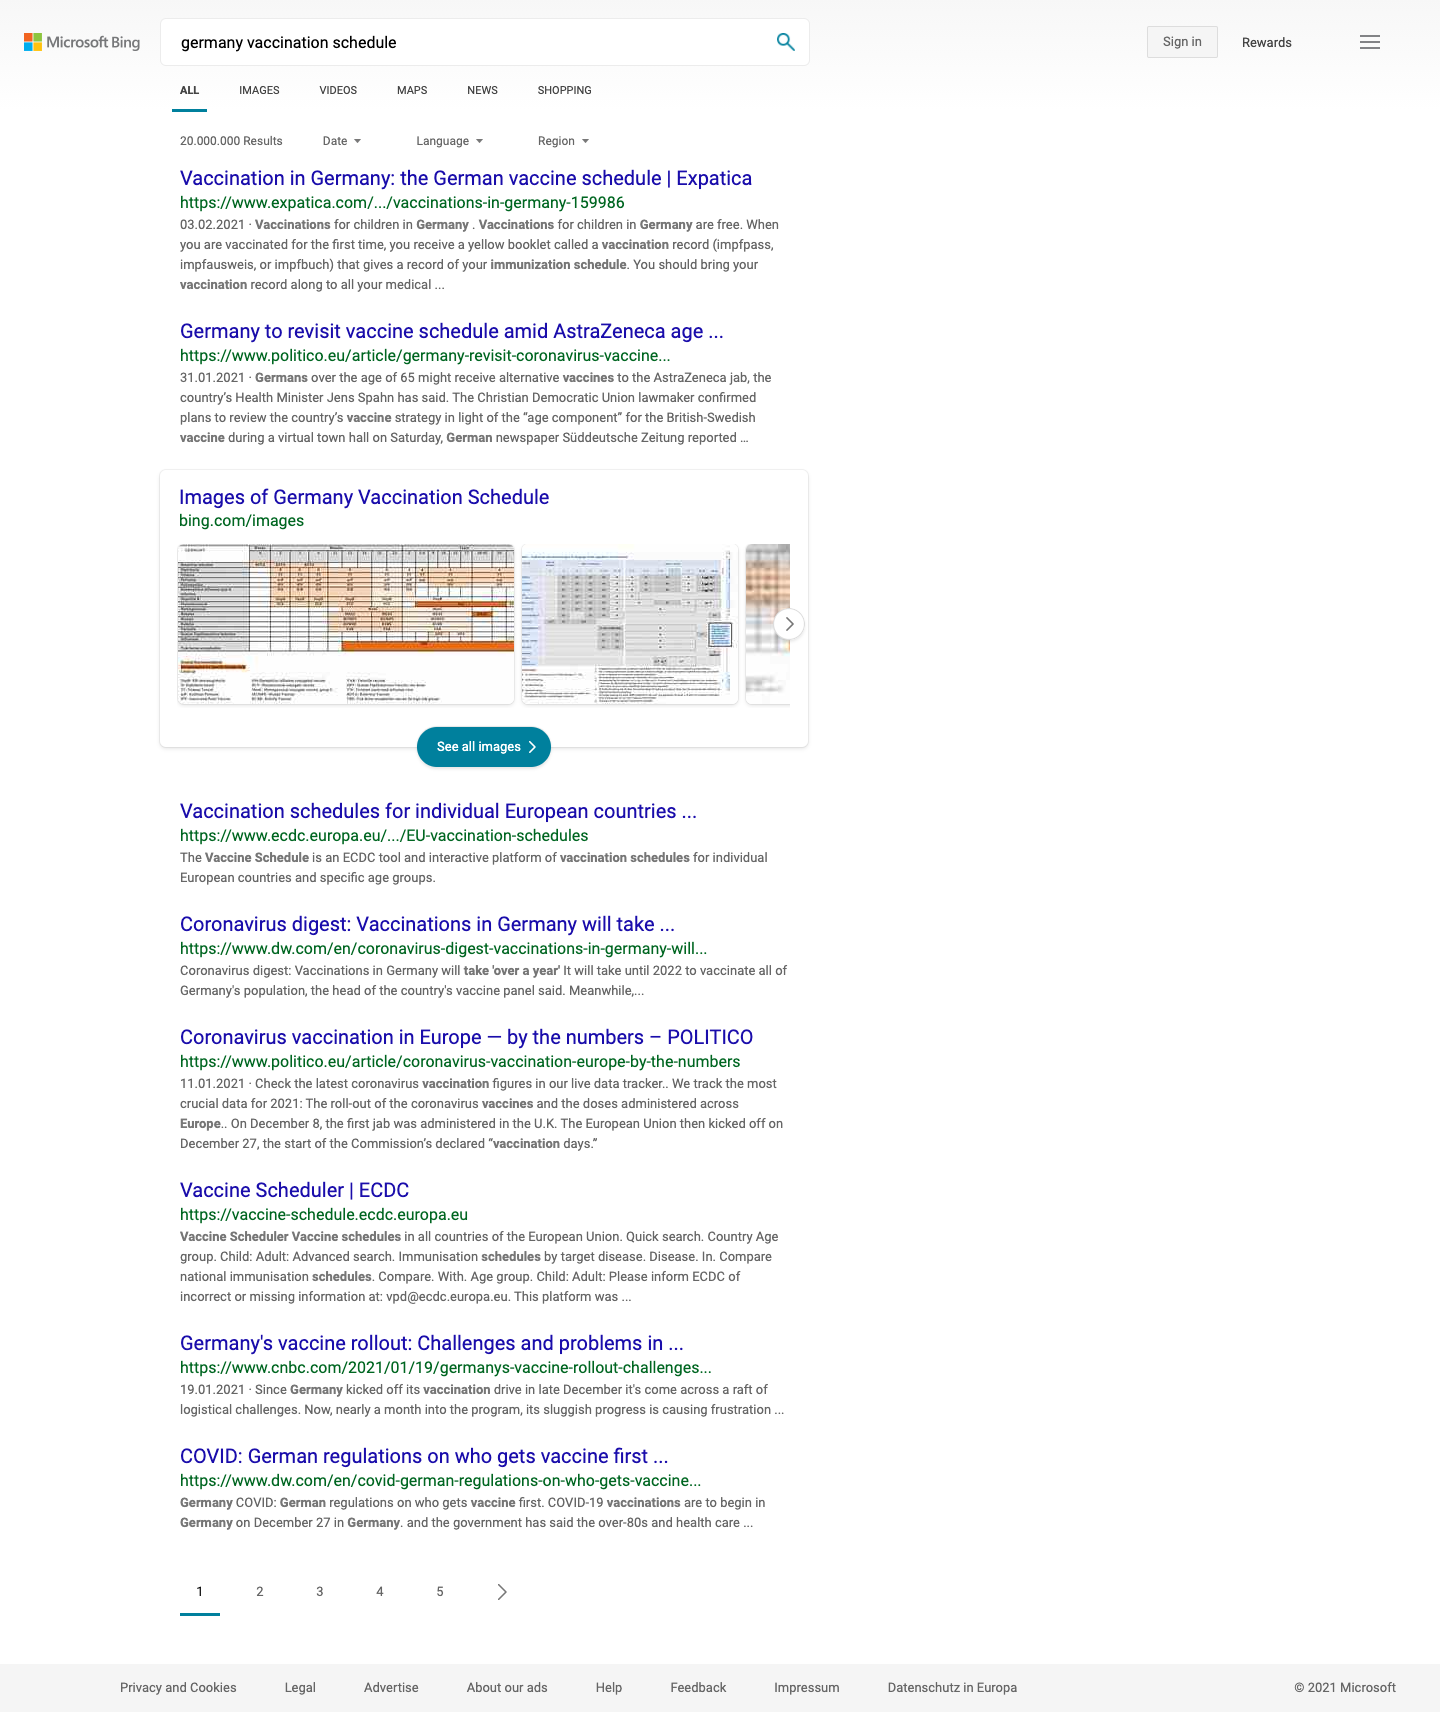 Microsoft Bing
germany vaccination schedule
Sign in
Rewards
ALL IMAGES VIDEOS MAPS NEWS SHOPPING
20.000.000 Results Date Language Region
Vaccination in Germany: the German vaccine schedule | Expatica
https://www.expatica.com/.../vaccinations-in-germany-159986
03.02.2021 · Vaccinations for children in Germany . Vaccinations for children in Germany are free. When
you are vaccinated for the first time, you receive a yellow booklet called a vaccination record (impfpass,
impfausweis, or impfbuch) that gives a record of your immunization schedule. You should bring your
vaccination record along to all your medical ...
Germany to revisit vaccine schedule amid AstraZeneca age ...
https://www.politico.eu/article/germany-revisit-coronavirus-vaccine...
31.01.2021 · Germans over the age of 65 might receive alternative vaccines to the AstraZeneca jab, the
country’s Health Minister Jens Spahn has said. The Christian Democratic Union lawmaker confirmed
plans to review the country’s vaccine strategy in light of the “age component” for the British-Swedish
vaccine during a virtual town hall on Saturday, German newspaper Süddeutsche Zeitung reported …
Images of Germany Vaccination Schedule
bing.com/images
GERMANY
See all images
Vaccination schedules for individual European countries ...
https://www.ecdc.europa.eu/.../EU-vaccination-schedules
The Vaccine Schedule is an ECDC tool and interactive platform of vaccination schedules for individual
European countries and specific age groups.
Coronavirus digest: Vaccinations in Germany will take ...
https://www.dw.com/en/coronavirus-digest-vaccinations-in-germany-will...
Coronavirus digest: Vaccinations in Germany will take 'over a year' It will take until 2022 to vaccinate all of
Germany's population, the head of the country's vaccine panel said. Meanwhile,...
Coronavirus vaccination in Europe — by the numbers – POLITICO
https://www.politico.eu/article/coronavirus-vaccination-europe-by-the-numbers
11.01.2021 · Check the latest coronavirus vaccination figures in our live data tracker.. We track the most
crucial data for 2021: The roll-out of the coronavirus vaccines and the doses administered across
Europe.. On December 8, the first jab was administered in the U.K. The European Union then kicked off on
December 27, the start of the Commission’s declared “vaccination days.”
Vaccine Scheduler | ECDC
https://vaccine-schedule.ecdc.europa.eu
Vaccine Scheduler Vaccine schedules in all countries of the European Union. Quick search. Country Age
group. Child: Adult: Advanced search. Immunisation schedules by target disease. Disease. In. Compare
national immunisation schedules. Compare. With. Age group. Child: Adult: Please inform ECDC of
incorrect or missing information at: vpd@ecdc.europa.eu. This platform was ...
Germany's vaccine rollout: Challenges and problems in ...
https://www.cnbc.com/2021/01/19/germanys-vaccine-rollout-challenges...
19.01.2021 · Since Germany kicked off its vaccination drive in late December it's come across a raft of
logistical challenges. Now, nearly a month into the program, its sluggish progress is causing frustration ...
COVID: German regulations on who gets vaccine first ...
https://www.dw.com/en/covid-german-regulations-on-who-gets-vaccine...
Germany COVID: German regulations on who gets vaccine first. COVID-19 vaccinations are to begin in
Germany on December 27 in Germany. and the government has said the over-80s and health care ...
1 2 3 4 5
Privacy and Cookies Legal Advertise About our ads Help Feedback Impressum Datenschutz in Europa © 2021 Microsoft